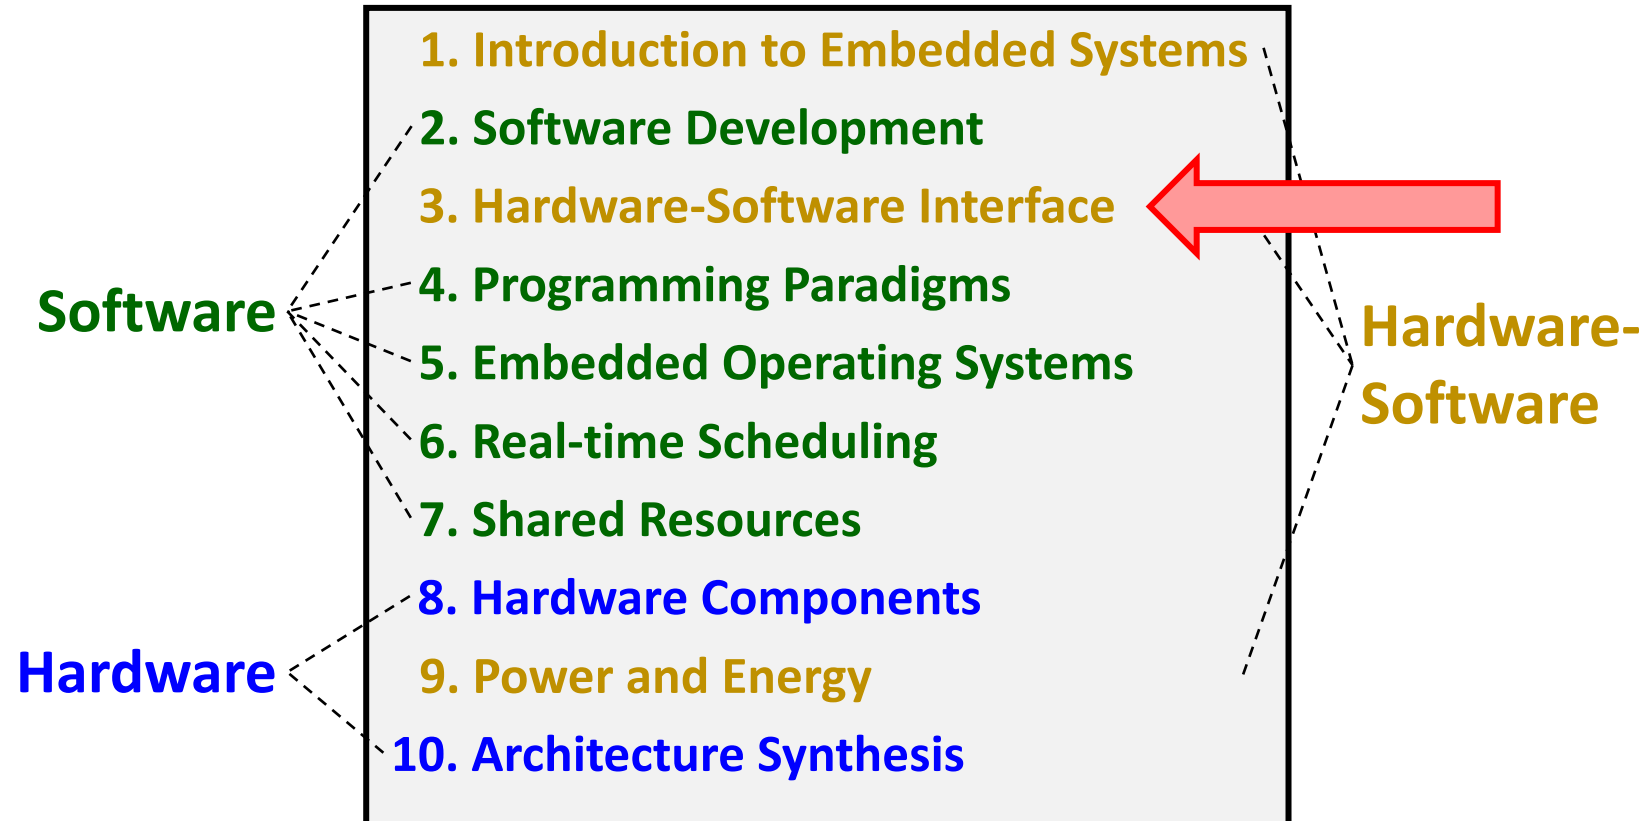 1. Introduction to Embedded Systems
2. Software Development
3. Hardware-Software Interface
4. Programming Paradigms
5. Embedded Operating Systems
6. Real-time Scheduling
7. Shared Resources
8. Hardware Components
9. Power and Energy
10. Architecture Synthesis
Software
Hardware
Hardware-
Software